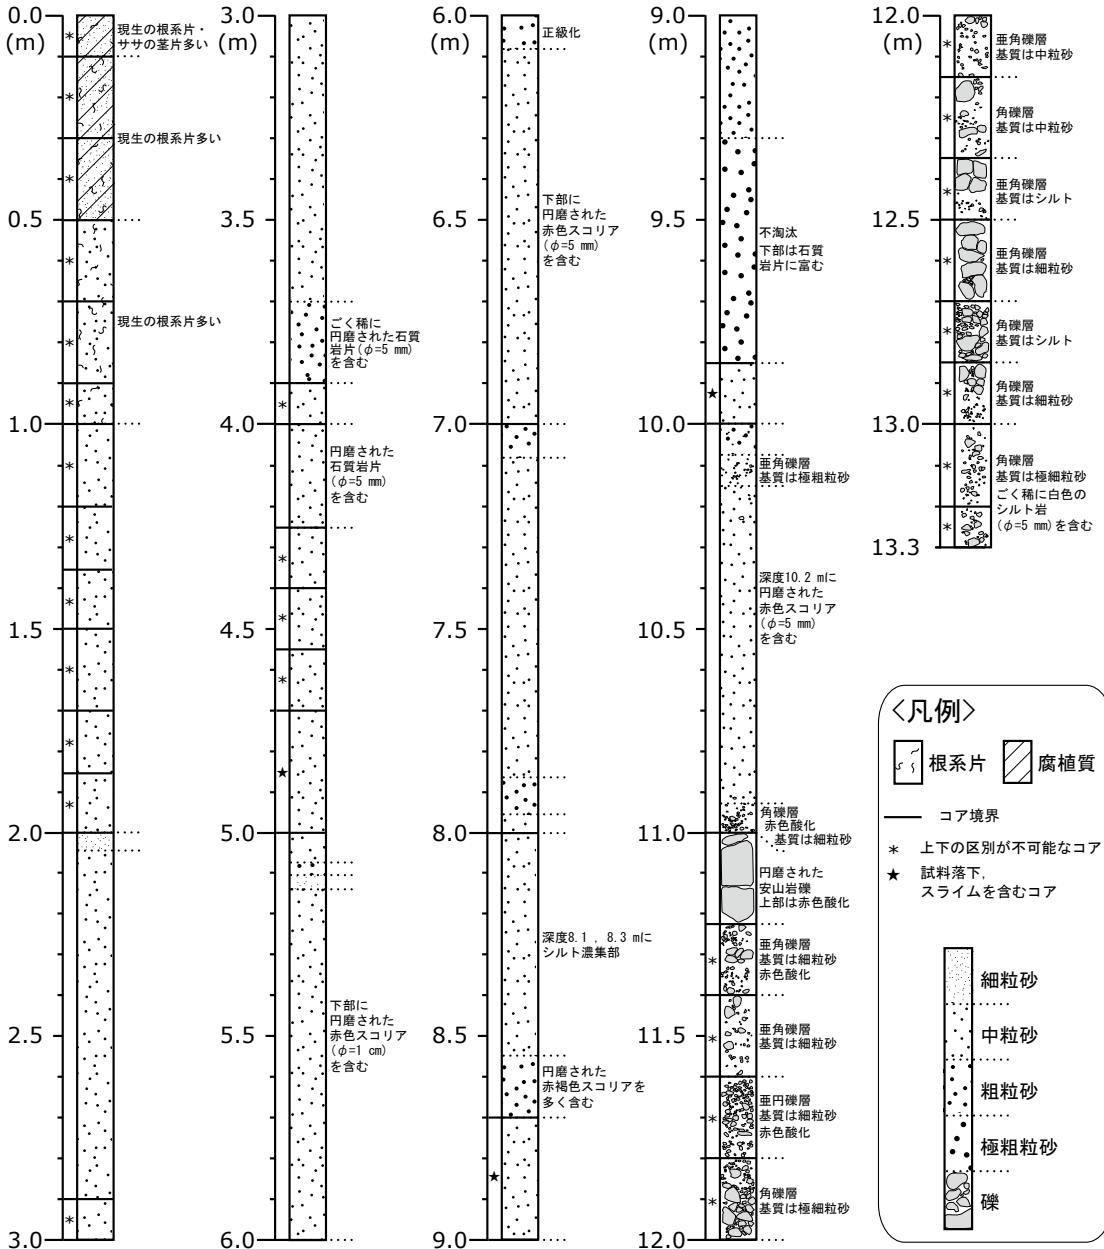 0.0
(m)
現生の根系片・
ササの茎片多い
*
*
現生の根系片多い
*
0.5
*
現生の根系片多い
*
*
1.0
*
*
*
1.5
*
*
*
2.0
2.5
*
3.0
3.0
(m)
3.5
ごく稀に
円磨された石質
岩片(φ=5 mm)
を含む
*
4.0
円磨された
石質岩片
(φ=5 mm)
を含む
*
*
4.5
*
★
5.0
下部に
円磨された
赤色スコリア
(φ=1 cm)
を含む
5.5
6.0
6.0
(m)
正級化
下部に
円磨された
赤色スコリア
(φ=5 mm)
を含む
6.5
7.0
7.5
8.0
深度8.1 , 8.3 mに
シルト濃集部
8.5
円磨された
赤褐色スコリアを
多く含む
★
9.0
9.0
(m)
9.5
不淘汰
下部は石質
岩片に富む
★
10.0
亜角礫層
基質は極粗粒砂
深度10.2 mに
円磨された
赤色スコリア
(φ=5 mm)
を含む
10.5
角礫層
赤色酸化
基質は細粒砂
11.0
円磨された
安山岩礫
上部は赤色酸化
*
亜角礫層
基質は細粒砂
赤色酸化
11.5
*
亜角礫層
基質は細粒砂
*
亜円礫層
基質は細粒砂
赤色酸化
*
角礫層
基質は極細粒砂
12.0
12.0
(m)
*
亜角礫層
基質は中粒砂
*
角礫層
基質は中粒砂
*
亜角礫層
基質はシルト
12.5
*
亜角礫層
基質は細粒砂
*
角礫層
基質はシルト
*
角礫層
基質は細粒砂
13.0
*
角礫層
基質は極細粒砂
ごく稀に白色の
シルト岩
(φ=5 mm)を含む
*
13.3
〈凡例〉
根系片
腐植質
コア境界
* 上下の区別が不可能なコア
★ 試料落下,
スライムを含むコア
細粒砂
中粒砂
粗粒砂
極粗粒砂
礫